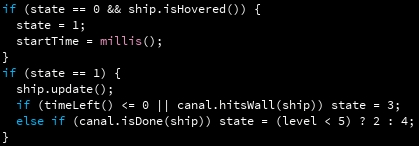 if (state == 0 && ship.isHovered()) {
  state = 1;
  startTime = millis();
}
if (state == 1) {
  ship.update();
  if (timeLeft() <= 0 || canal.hitsWall(ship)) state = 3;
  else if (canal.isDone(ship)) state = (level < 5) ? 2 : 4;
}